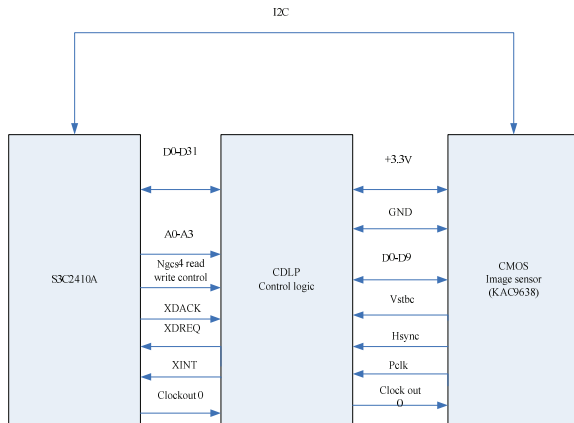 I2C
D0-D31
+3.3V
GND
A0-A3
Ngcs4 read
write control
D0-D9
S3C2410A
CDLP
Control logic
CMOS
Image sensor
(KAC9638)
XDACK
XDREQ
Vstbc
Hsync
XINT
Pclk
Clockout 0
Clock out
0